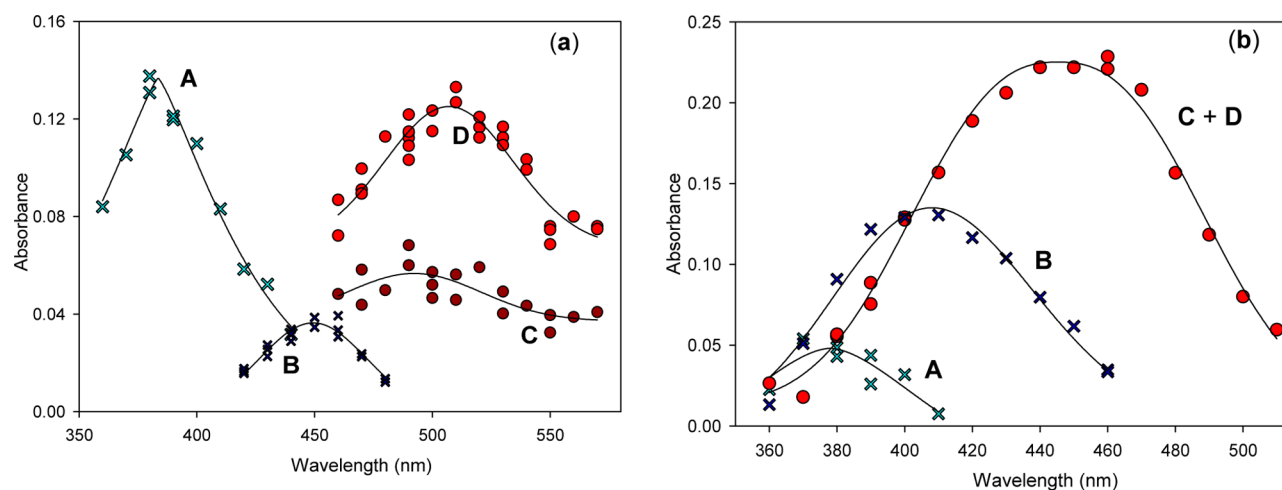 0.16
(a)
A
0.12
D
Absorbance
0.08
C
0.04
B
0.00
350
400
450
500
550
Wavelength (nm)
0.25
(b)
0.20
C + D
Absorbance
0.15
B
0.10
0.05
A
0.00
360
380
400
420
440
460
480
500
Wavelength (nm)